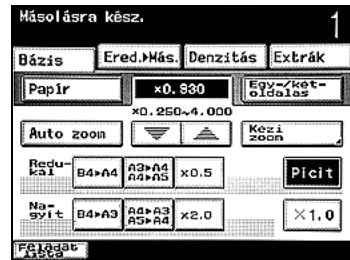 Másolásra kész. 1
Bázis Ered.▶Más. Denzitás Extrák
Papír ×0.930 Egy-/két-
oldalas
×0.250~4.000
Auto zoom Kézi
zoom
Redu-
kál B4▶A4 A3▶A4
A4▶A5 ×0.5 Picit
Na-
gyít B4▶A3 A4▶A3
A5▶A4 ×2.0 ×1.0
Feladat
lista